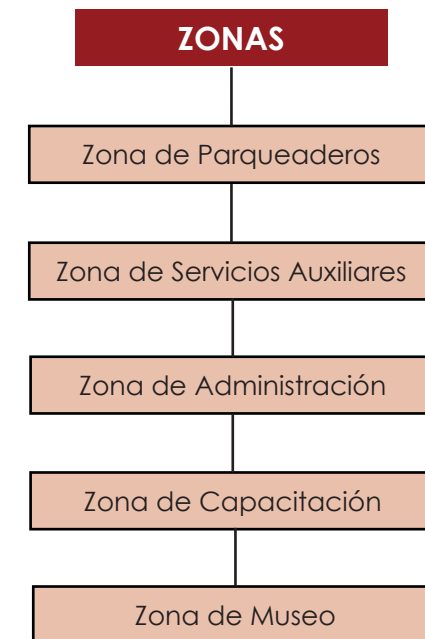 ZONAS
Zona de Parqueaderos
Zona de Servicios Auxiliares
Zona de Administración
Zona de Capacitación
Zona de Museo